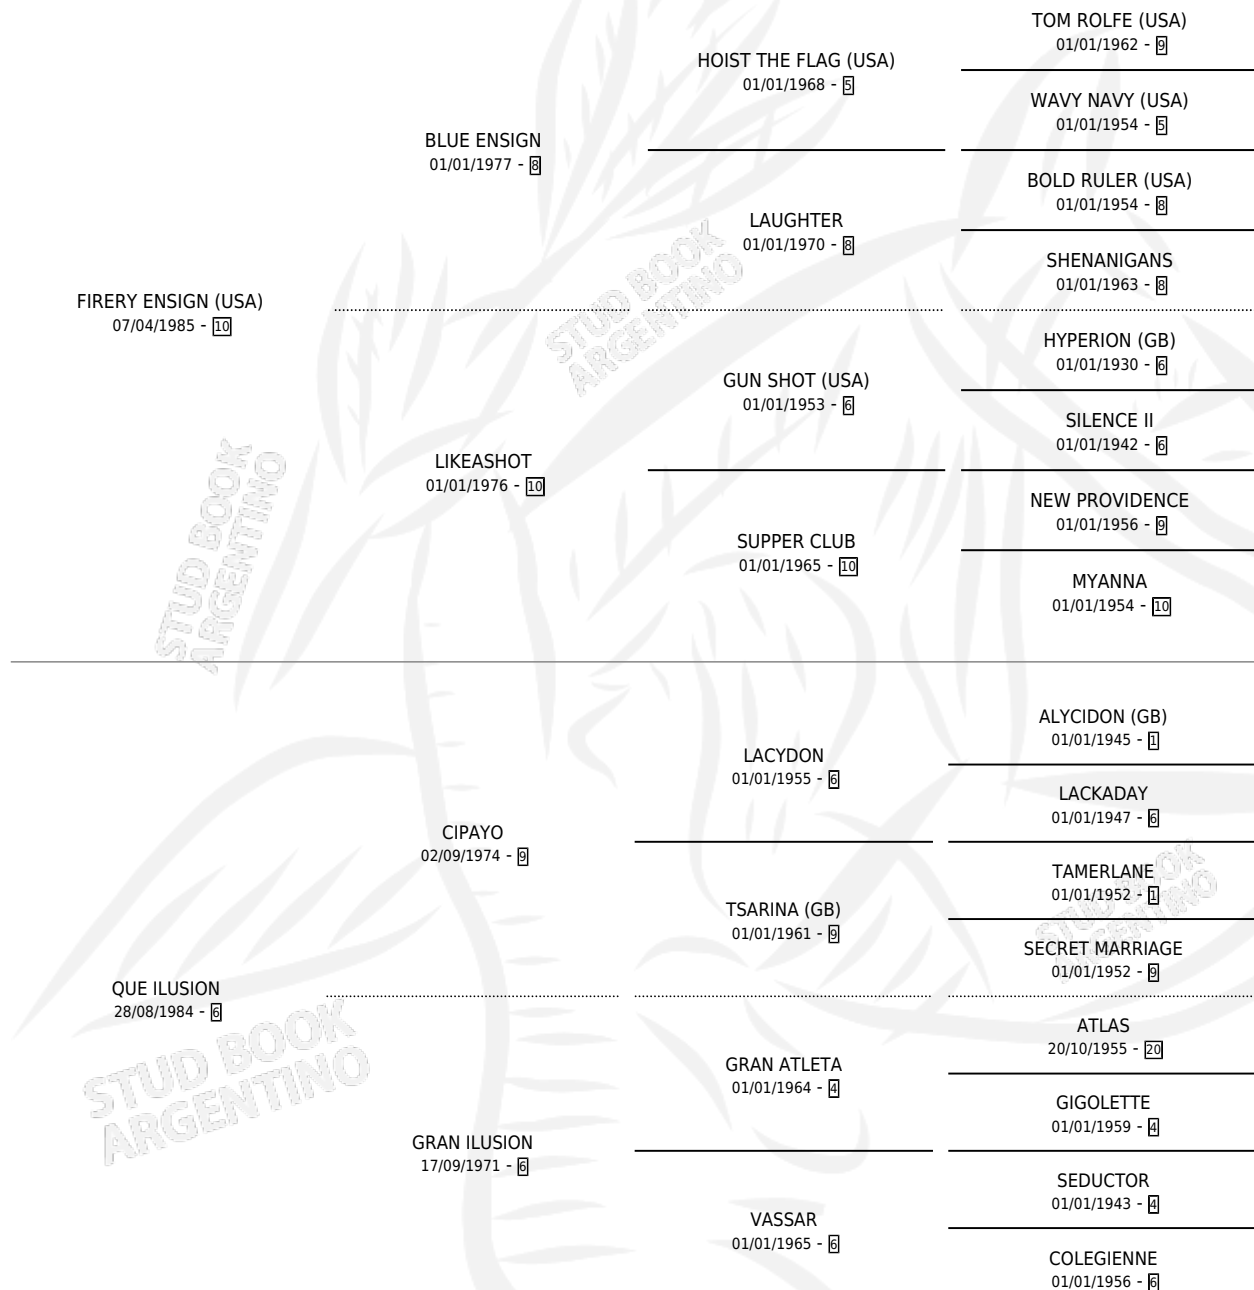 TOM ROLFE (USA)
01/01/1962 - 9
HOIST THE FLAG (USA)
01/01/1968 - 5
WAVY NAVY (USA)
01/01/1954 - 5
BLUE ENSIGN
01/01/1977 - 8
BOLD RULER (USA)
01/01/1954 - 8
LAUGHTER
01/01/1970 - 8
SHENANIGANS
01/01/1963 - 8
FIRERY ENSIGN (USA)
07/04/1985 - 10
HYPERION (GB)
01/01/1930 - 6
GUN SHOT (USA)
01/01/1953 - 6
SILENCE II
01/01/1942 - 6
LIKEASHOT
01/01/1976 - 10
NEW PROVIDENCE
01/01/1956 - 9
SUPPER CLUB
01/01/1965 - 10
MYANNA
01/01/1954 - 10
ALYCIDON (GB)
01/01/1945 - 1
LACYDON
01/01/1955 - 6
LACKADAY
01/01/1947 - 6
CIPAYO
02/09/1974 - 9
TAMERLANE
01/01/1952 - 1
TSARINA (GB)
01/01/1961 - 9
SECRET MARRIAGE
01/01/1952 - 9
QUE ILUSION
28/08/1984 - 6
ATLAS
20/10/1955 - 20
GRAN ATLETA
01/01/1964 - 4
GIGOLETTE
01/01/1959 - 4
GRAN ILUSION
17/09/1971 - 6
SEDUCTOR
01/01/1943 - 4
VASSAR
01/01/1965 - 6
COLEGIENNE
01/01/1956 - 6
STUD BOOK
ARGENTINO
STUD BOOK
ARGENTINO
STUD BOOK
ARGENTINO
STUD BOOK
ARGENTINO